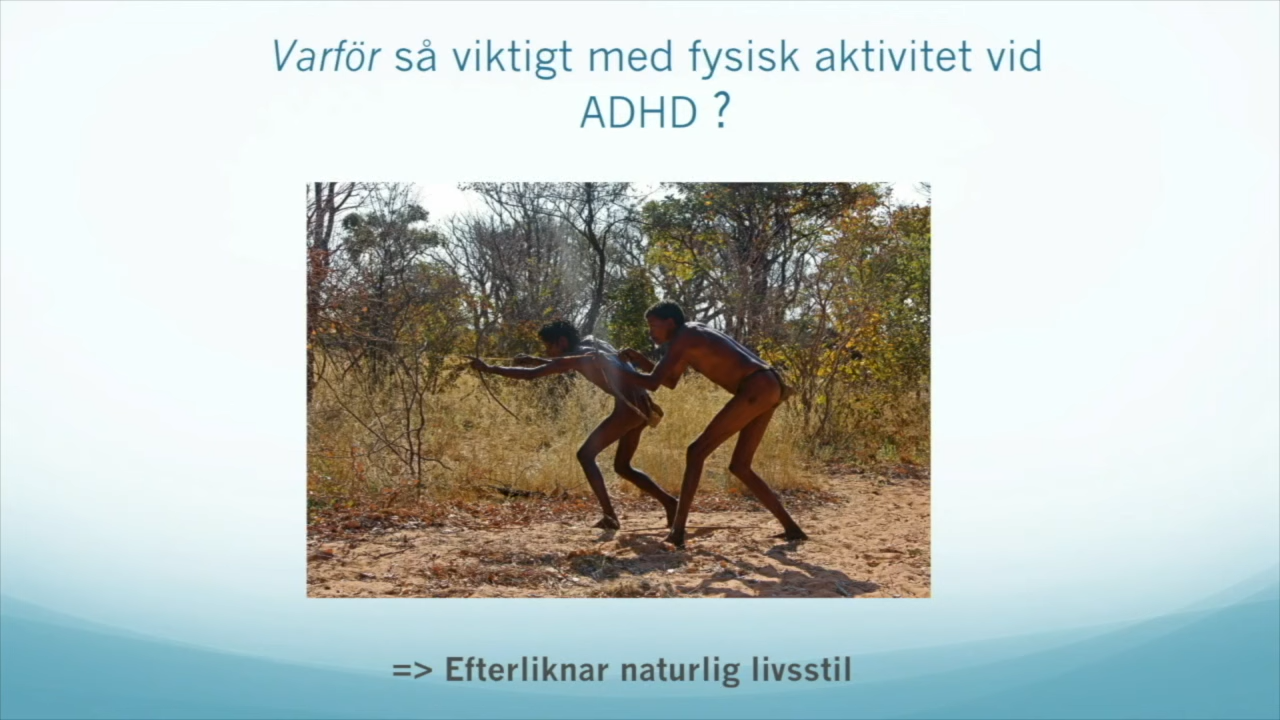 Varför så viktigt med fysisk aktivitet vid
ADHD ?
=> Efterliknar naturlig livsstil